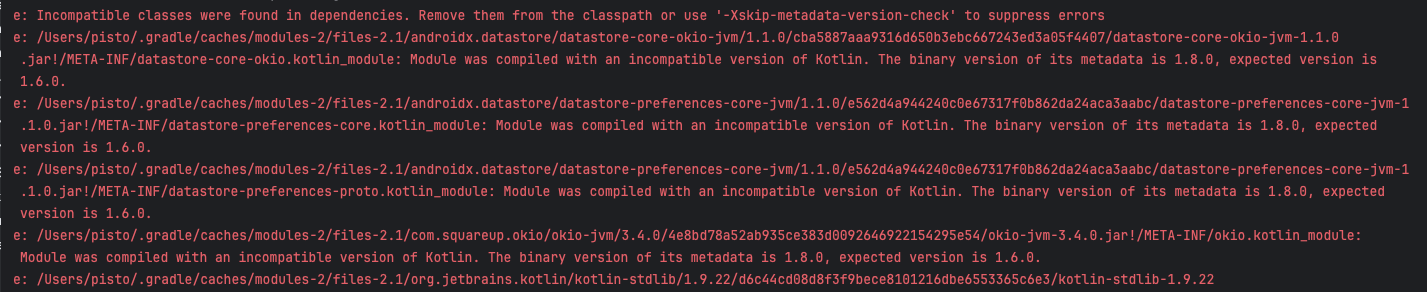 e: Incompatible classes were found in dependencies. Remove them from the classpath or use '-Xskip-metadata-version-check' to suppress errors
e: /Users/pisto/.gradle/caches/modules-2/files-2.1/androidx.datastore/datastore-core-okio-jvm/1.1.0/cba5887aaa9316d650b3ebc667243ed3a05f4407/datastore-core-okio-jvm-1.1.0
.jar!/META-INF/datastore-core-okio.kotlin_module: Module was compiled with an incompatible version of Kotlin. The binary version of its metadata is 1.8.0, expected version is
1.6.0.
e: /Users/pisto/.gradle/caches/modules-2/files-2.1/androidx.datastore/datastore-preferences-core-jvm/1.1.0/e562d4a944240c0e67317f0b862da24aca3aabc/datastore-preferences-core-jvm-1
.1.0.jar!/META-INF/datastore-preferences-core.kotlin_module: Module was compiled with an incompatible version of Kotlin. The binary version of its metadata is 1.8.0, expected
version is 1.6.0.
e: /Users/pisto/.gradle/caches/modules-2/files-2.1/androidx.datastore/datastore-preferences-core-jvm/1.1.0/e562d4a944240c0e67317f0b862da24aca3aabc/datastore-preferences-core-jvm-1
.1.0.jar!/META-INF/datastore-preferences-proto.kotlin_module: Module was compiled with an incompatible version of Kotlin. The binary version of its metadata is 1.8.0, expected
version is 1.6.0.
e: /Users/pisto/.gradle/caches/modules-2/files-2.1/com.squareup.okio/okio-jvm/3.4.0/4e8bd78a52ab935ce383d0092646922154295e54/okio-jvm-3.4.0.jar!/META-INF/okio.kotlin_module:
Module was compiled with an incompatible version of Kotlin. The binary version of its metadata is 1.8.0, expected version is 1.6.0.
e: /Users/pisto/.gradle/caches/modules-2/files-2.1/org.jetbrains.kotlin/kotlin-stdlib/1.9.22/d6c44cd08d8f3f9bece8101216dbe6553365c6e3/kotlin-stdlib-1.9.22